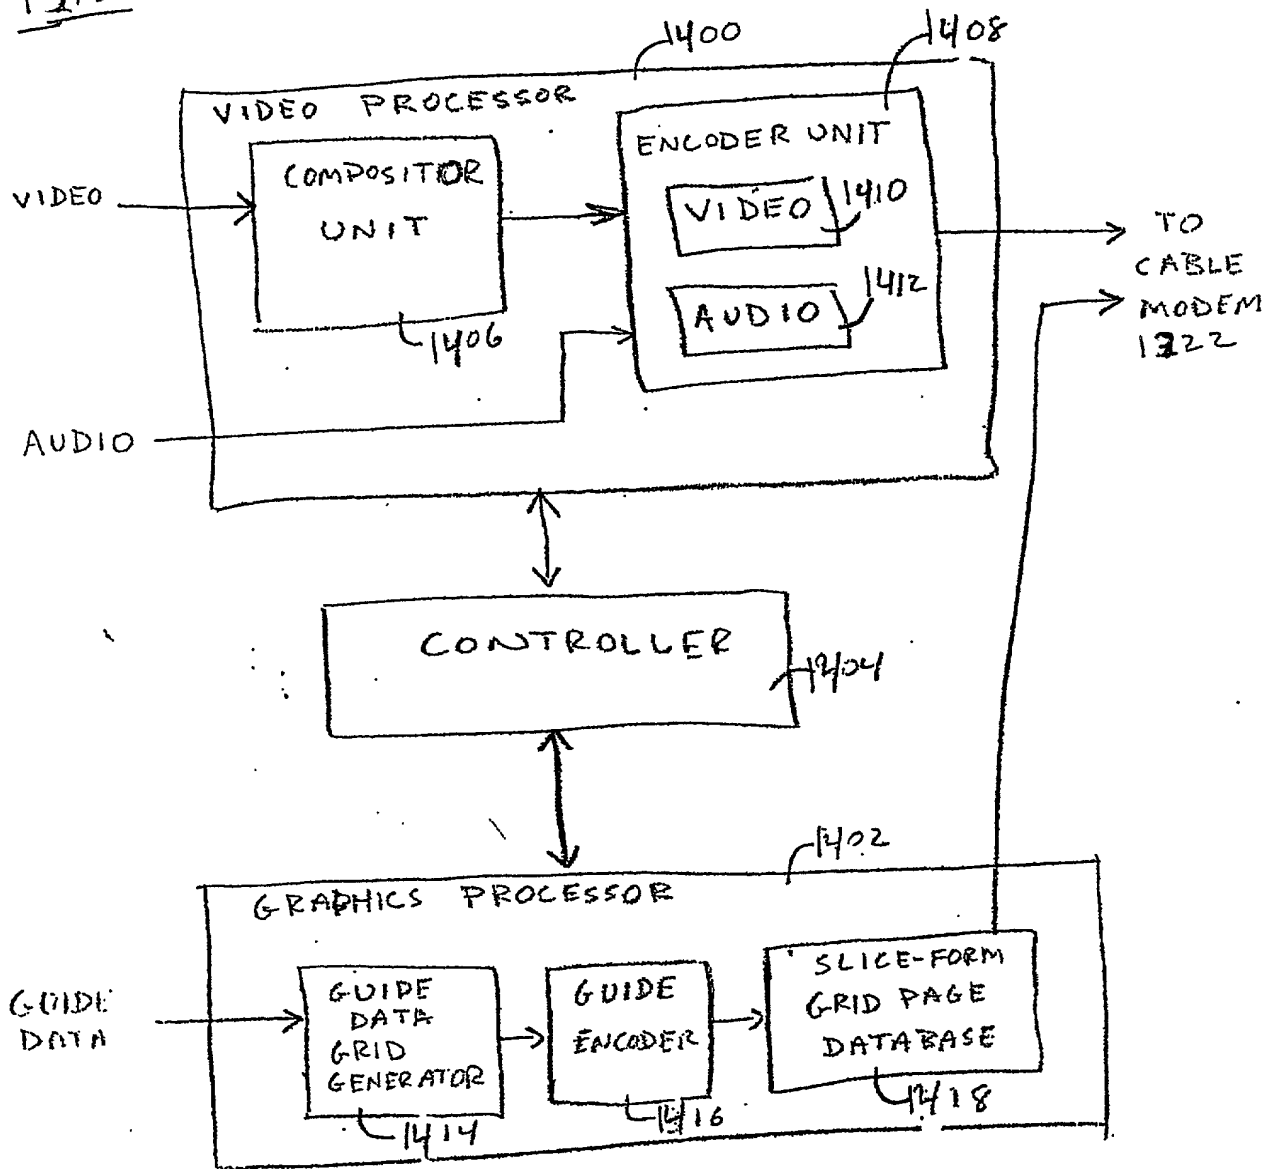 1400
1408
VIDEO PROCESSOR
COMPOSITOR
UNIT
ENCODER UNIT
VIDEO
1410
AUDIO
1412
1406
VIDEO
AUDIO
TO
CABLE
MODEM
1322
CONTROLLER
1404
1402
GRAPHICS PROCESSOR
GUIDE
DATA
GUIDE
DATA
GRID
GENERATOR
1414
GUIDE
ENCODER
1416
SLICE-FORM
GRID PAGE
DATABASE
1418